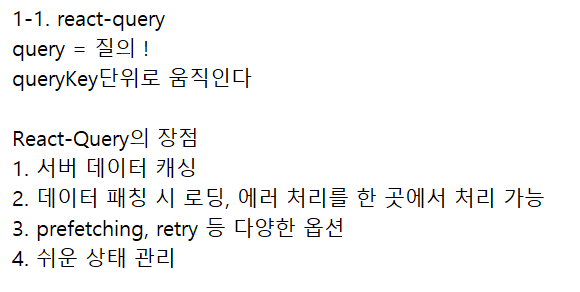 1-1. react-query
query = 질의 !
queryKey단위로 움직인다
React-Query의 장점
1. 서버 데이터 캐싱
2. 데이터 패칭 시 로딩, 에러 처리를 한 곳에서 처리 가능
3. prefetching, retry 등 다양한 옵션
4. 쉬운 상태 관리